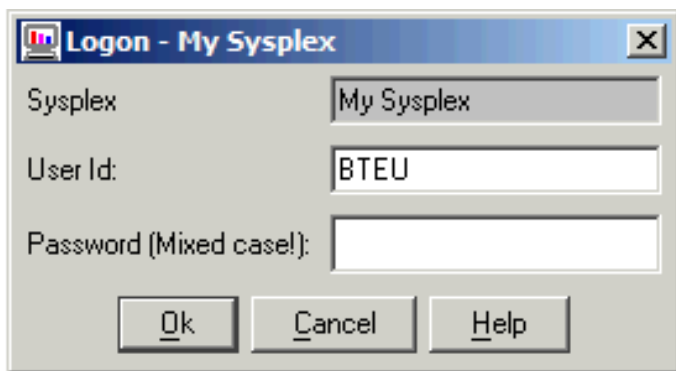 Logon - My Sysplex
Sysplex My Sysplex
User Id: BTEU
Password (Mixed case!):
Ok Cancel Help